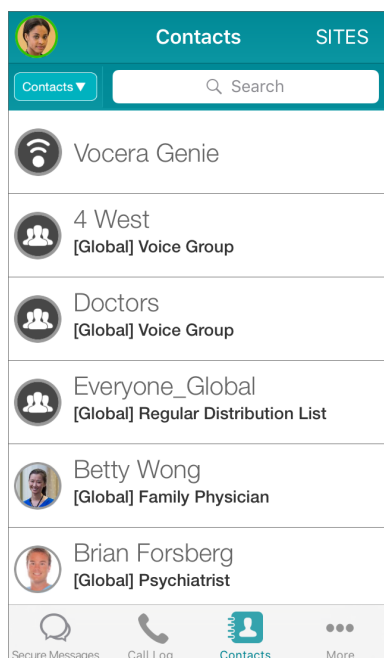 Contacts SITES
Contacts▼ Search
Vocera Genie
4 West
[Global] Voice Group
Doctors
[Global] Voice Group
Everyone_Global
[Global] Regular Distribution List
Betty Wong
[Global] Family Physician
Brian Forsberg
[Global] Psychiatrist
Secure Messages Call Log Contacts More